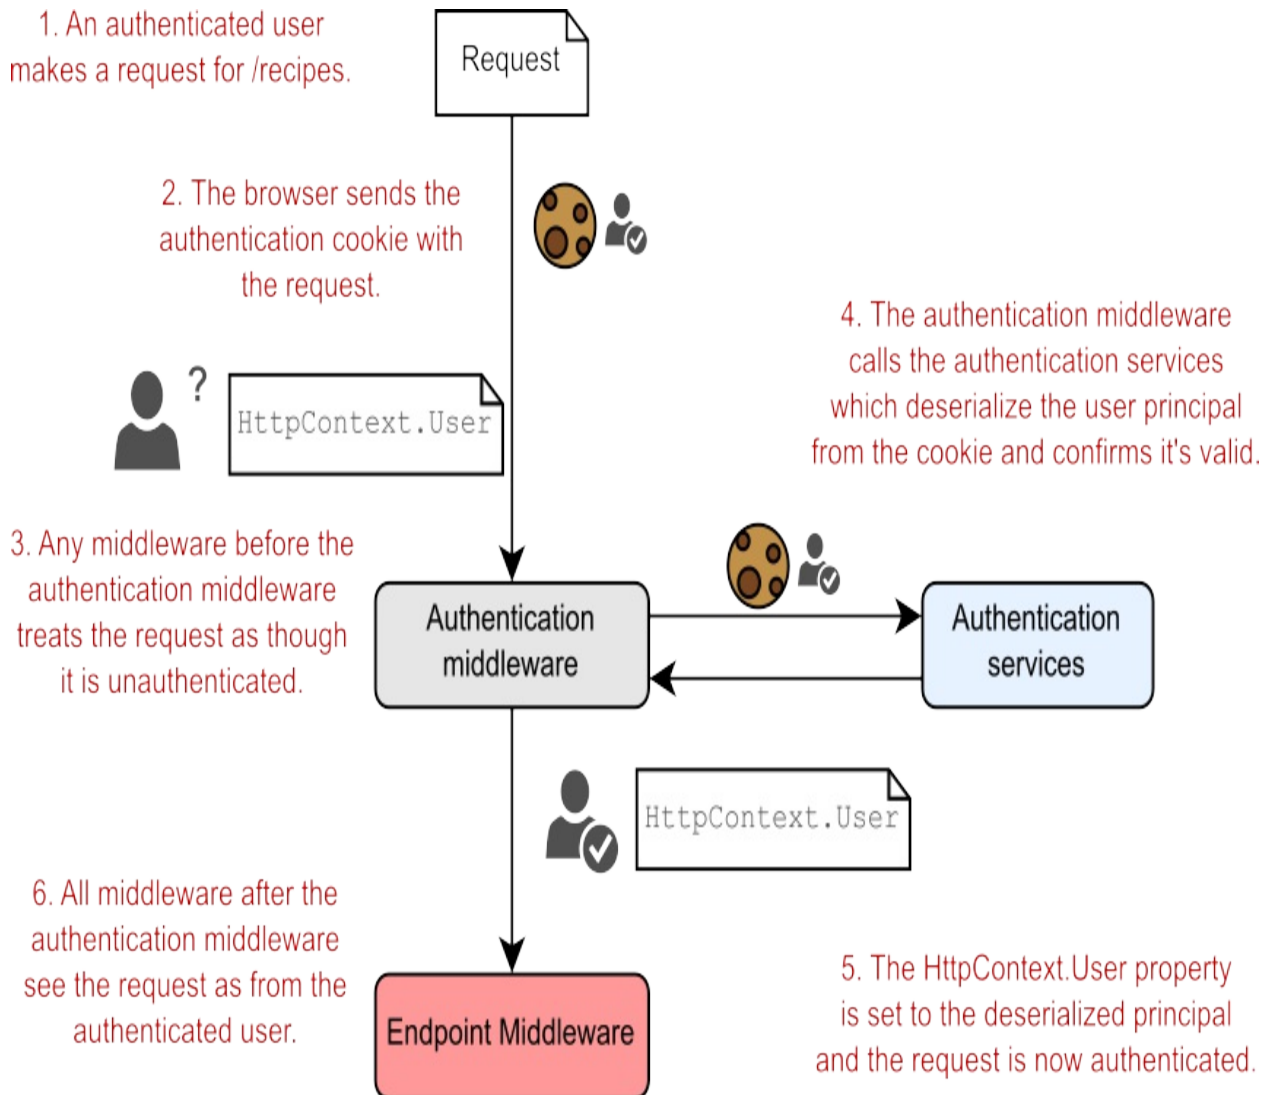 1. An authenticated user
makes a request for /recipes.
Request
2. The browser sends the
authentication cookie with
the request.
?
HttpContext.User
3. Any middleware before the
authentication middleware
treats the request as though
it is unauthenticated.
4. The authentication middleware
calls the authentication services
which deserialize the user principal
from the cookie and confirms it's valid.
Authentication
middleware
Authentication
services
HttpContext.User
5. The HttpContext.User property
is set to the deserialized principal
and the request is now authenticated.
6. All middleware after the
authentication middleware
see the request as from the
authenticated user.
Endpoint Middleware